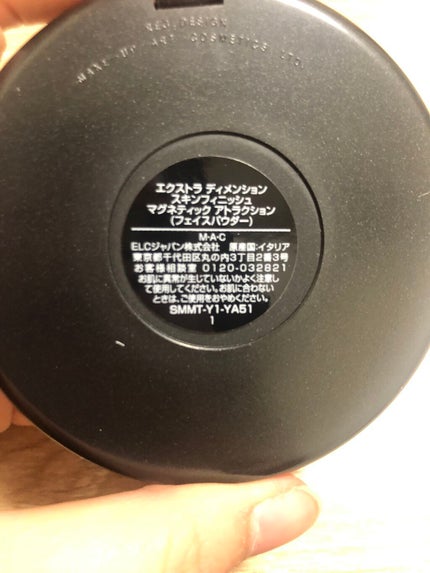 REG. DESIGN
MAKE-UP ART COSMETICS LTD.
エクストラ ディメンション
スキンフィニッシュ
マグネティック アトラクション
(フェイスパウダー)
M・A・C
ELCジャパン株式会社 原産国:イタリア
東京都千代田区丸の内3丁目2番3号
お客様相談室 0120-032821
お肌に異常が生じていないかよく注意し
て使用してください。お肌に合わない
ときは、ご使用をおやめください。
SMMT-Y1-YA51
1